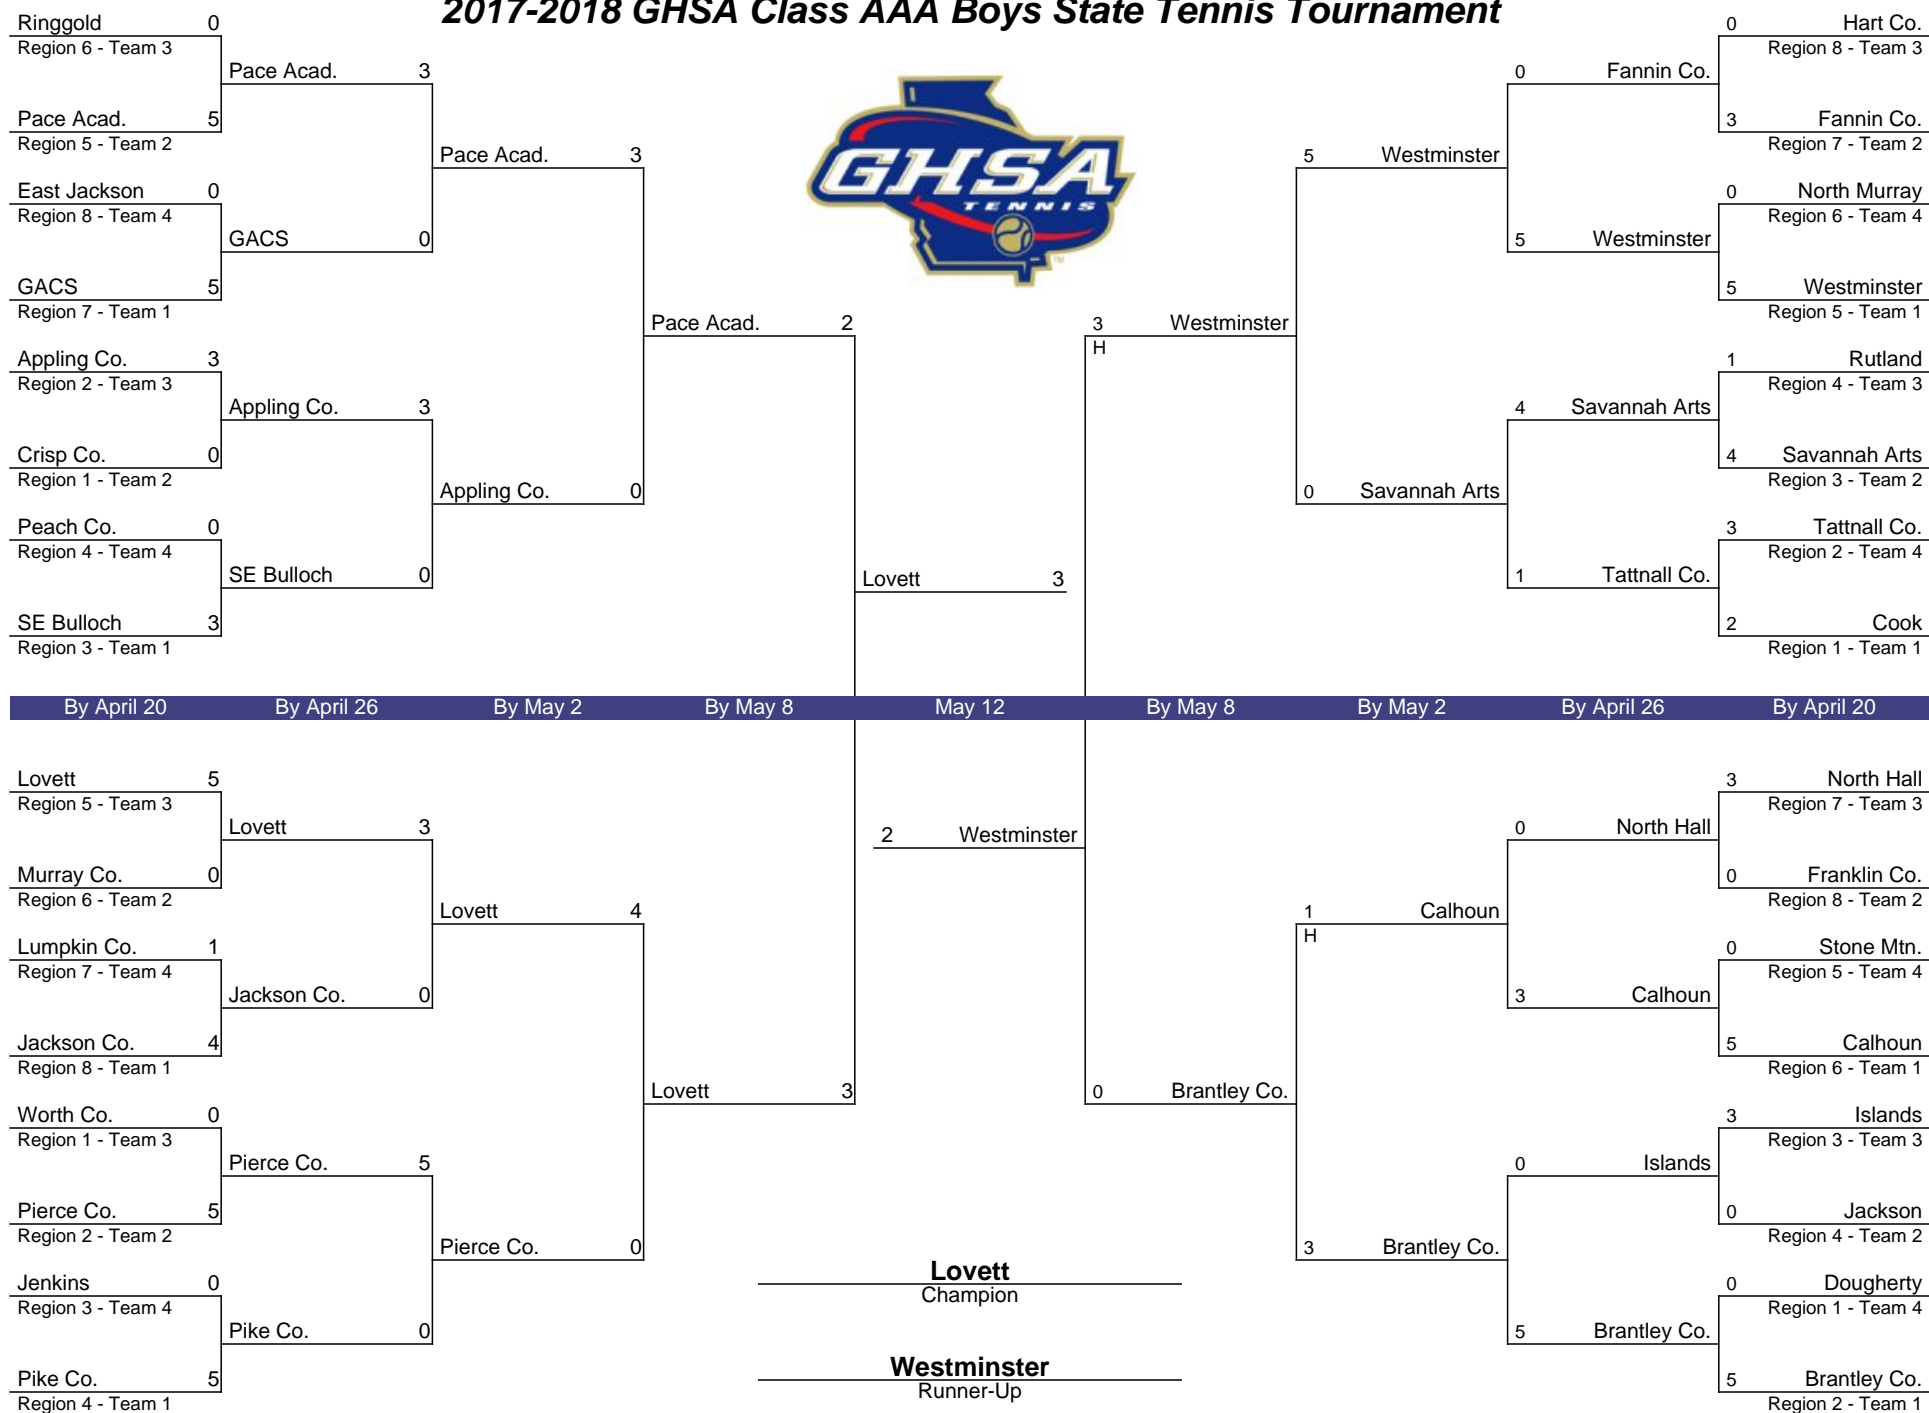 2017-2018 GHSA Class AAA Boys State Tennis Tournament
GHSA
TENNIS
TM
Ringgold 0
Region 6 - Team 3
Pace Acad. 5
Region 5 - Team 2
East Jackson 0
Region 8 - Team 4
GACS 5
Region 7 - Team 1
Appling Co. 3
Region 2 - Team 3
Crisp Co. 0
Region 1 - Team 2
Peach Co. 0
Region 4 - Team 4
SE Bulloch 3
Region 3 - Team 1
Pace Acad. 3
GACS 0
Appling Co. 3
SE Bulloch 0
Pace Acad. 3
Appling Co. 0
Pace Acad. 2
Lovett 3
3 Westminster
H
5 Westminster
0 Savannah Arts
0 Fannin Co.
5 Westminster
4 Savannah Arts
1 Tattnall Co.
0 Hart Co.
Region 8 - Team 3
3 Fannin Co.
Region 7 - Team 2
0 North Murray
Region 6 - Team 4
5 Westminster
Region 5 - Team 1
1 Rutland
Region 4 - Team 3
4 Savannah Arts
Region 3 - Team 2
3 Tattnall Co.
Region 2 - Team 4
2 Cook
Region 1 - Team 1
By April 20 By April 26 By May 2 By May 8 May 12 By May 8 By May 2 By April 26 By April 20
Lovett 5
Region 5 - Team 3
Murray Co. 0
Region 6 - Team 2
Lumpkin Co. 1
Region 7 - Team 4
Jackson Co. 4
Region 8 - Team 1
Worth Co. 0
Region 1 - Team 3
Pierce Co. 5
Region 2 - Team 2
Jenkins 0
Region 3 - Team 4
Pike Co. 5
Region 4 - Team 1
Lovett 3
Jackson Co. 0
Pierce Co. 5
Pike Co. 0
Lovett 4
Pierce Co. 0
Lovett 3
2 Westminster
0 Brantley Co.
1 Calhoun
H
3 Brantley Co.
0 North Hall
3 Calhoun
0 Islands
5 Brantley Co.
3 North Hall
Region 7 - Team 3
0 Franklin Co.
Region 8 - Team 2
0 Stone Mtn.
Region 5 - Team 4
5 Calhoun
Region 6 - Team 1
3 Islands
Region 3 - Team 3
0 Jackson
Region 4 - Team 2
0 Dougherty
Region 1 - Team 4
5 Brantley Co.
Region 2 - Team 1
Lovett
Champion
Westminster
Runner-Up